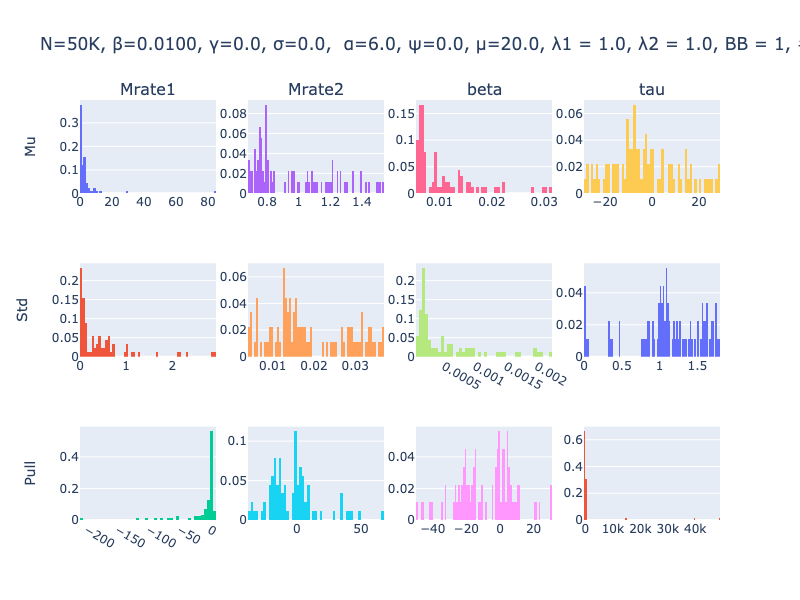 N=50K, β=0.0100, γ=0.0, σ=0.0, α=6.0, ψ=0.0, μ=20.0, λ1 = 1.0, λ2 = 1.0, BB = 1,
Mrate1 Mrate2 beta tau
Mu
0.3 0.2 0.1 0
0.08 0.06 0.04 0.02 0
0.15 0.1 0.05 0
0.06 0.04 0.02 0
0 20 40 60 80
0.8 1 1.2 1.4
0.01 0.02 0.03
−20 0 20
Std
0.2 0.15 0.1 0.05 0
0.06 0.04 0.02 0
0.2 0.15 0.1 0.05 0
0.04 0.02 0
0 1 2
0.01 0.02 0.03
0.0005 0.001 0.0015 0.002
0 0.5 1 1.5
Pull
0.4 0.2 0
0.1 0.05 0
0.04 0.02 0
0.6 0.4 0.2 0
−200 −150 −100 −50 0
0 50
−40 −20 0 20
0 10k 20k 30k 40k